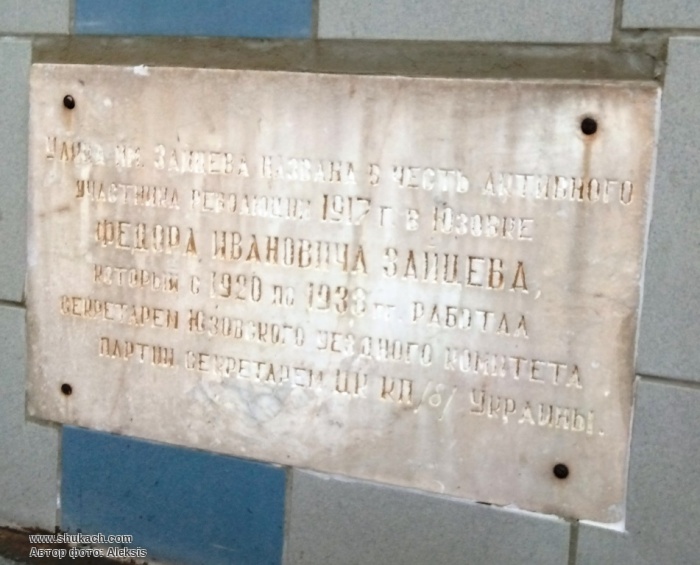 Улица им. ЗАЙЦЕВА НАЗВАНА В ЧЕСТЬ АКТИВНОГО
УЧАСТНИКА РЕВОЛЮЦИИ 1917 Г. В ЮЗОВКЕ
ФЕДОРА ИВАНОВИЧА ЗАЙЦЕВА,
КОТОРЫЙ С 1920 ПО 1938 ГГ. РАБОТАЛ
СЕКРЕТАРЕМ ЮЗОВСКОГО УЕЗДНОГО КОМИТЕТА
ПАРТИИ СЕКРЕТАРЕМ ЦК КП/б/ УКРАИНЫ.
www.shukach.com
Автор фото: Aleksis